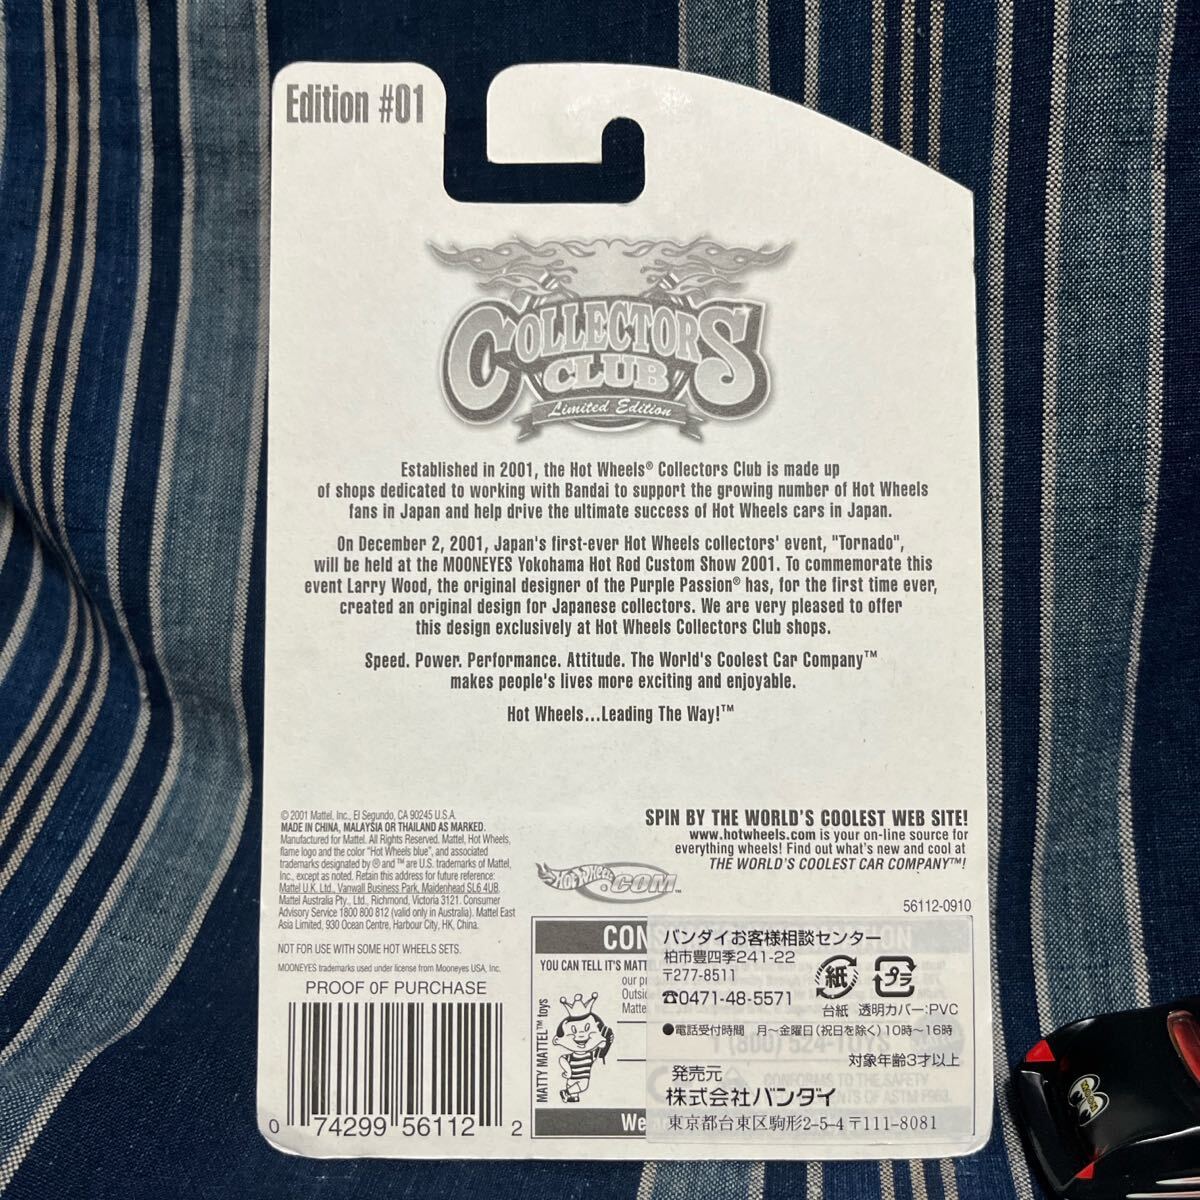 Edition #01
COLLECTORS
CLUB
Limited Edition
Established in 2001, the Hot Wheels® Collectors Club is made up
of shops dedicated to working with Bandai to support the growing number of Hot Wheels
fans in Japan and help drive the ultimate success of Hot Wheels cars in Japan.
On December 2, 2001, Japan's first-ever Hot Wheels collectors' event, "Tornado",
will be held at the MOONEYES Yokohama Hot Rod Custom Show 2001. To commemorate this
event Larry Wood, the original designer of the Purple Passion® has, for the first time ever,
created an original design for Japanese collectors. We are very pleased to offer
this design exclusively at Hot Wheels Collectors Club shops.
Speed. Power. Performance. Attitude. The World's Coolest Car Company™
makes people's lives more exciting and enjoyable.
Hot Wheels...Leading The Way!™
© 2001 Mattel, Inc., El Segundo, CA 90245 U.S.A.
MADE IN CHINA, MALAYSIA OR THAILAND AS MARKED.
Manufactured for Mattel. All Rights Reserved. Mattel, Hot Wheels,
flame logo and the color "Hot Wheels blue", and associated
trademarks designated by ® and ™ are U.S. trademarks of Mattel,
Inc., except as noted. Retain this address for future reference:
Mattel U.K. Ltd., Vanwall Business Park, Maidenhead SL6 4UB.
Mattel Australia Pty., Ltd., Richmond, Victoria 3121. Consumer
Advisory Service 1800 800 812 (valid only in Australia). Mattel East
Asia Limited, 930 Ocean Centre, Harbour City, HK, China.
NOT FOR USE WITH SOME HOT WHEELS SETS.
MOONEYES trademarks used under license from Mooneyes USA, Inc.
PROOF OF PURCHASE
0 74299 56112 2
SPIN BY THE WORLD'S COOLEST WEB SITE!
www.hotwheels.com is your on-line source for
everything wheels! Find out what's new and cool at
THE WORLD'S COOLEST CAR COMPANY™!
Hot Wheels.COM™
56112-0910
YOU CAN TELL IT'S MATT
our
Outsi
Matte
MATTY MATTEL™ toys
1 (800) 524-TOYS
CONFORMS TO THE SAFETY
OF ASTM F963.
We
バンダイお客様相談センター
柏市豊四季241-22
〒277-8511
☎0471-48-5571
紙
プラ
台紙 透明カバー:PVC
●電話受付時間 月～金曜日(祝日を除く)10時～16時
対象年齢3才以上
発売元
株式会社バンダイ
東京都台東区駒形2-5-4〒111-8081